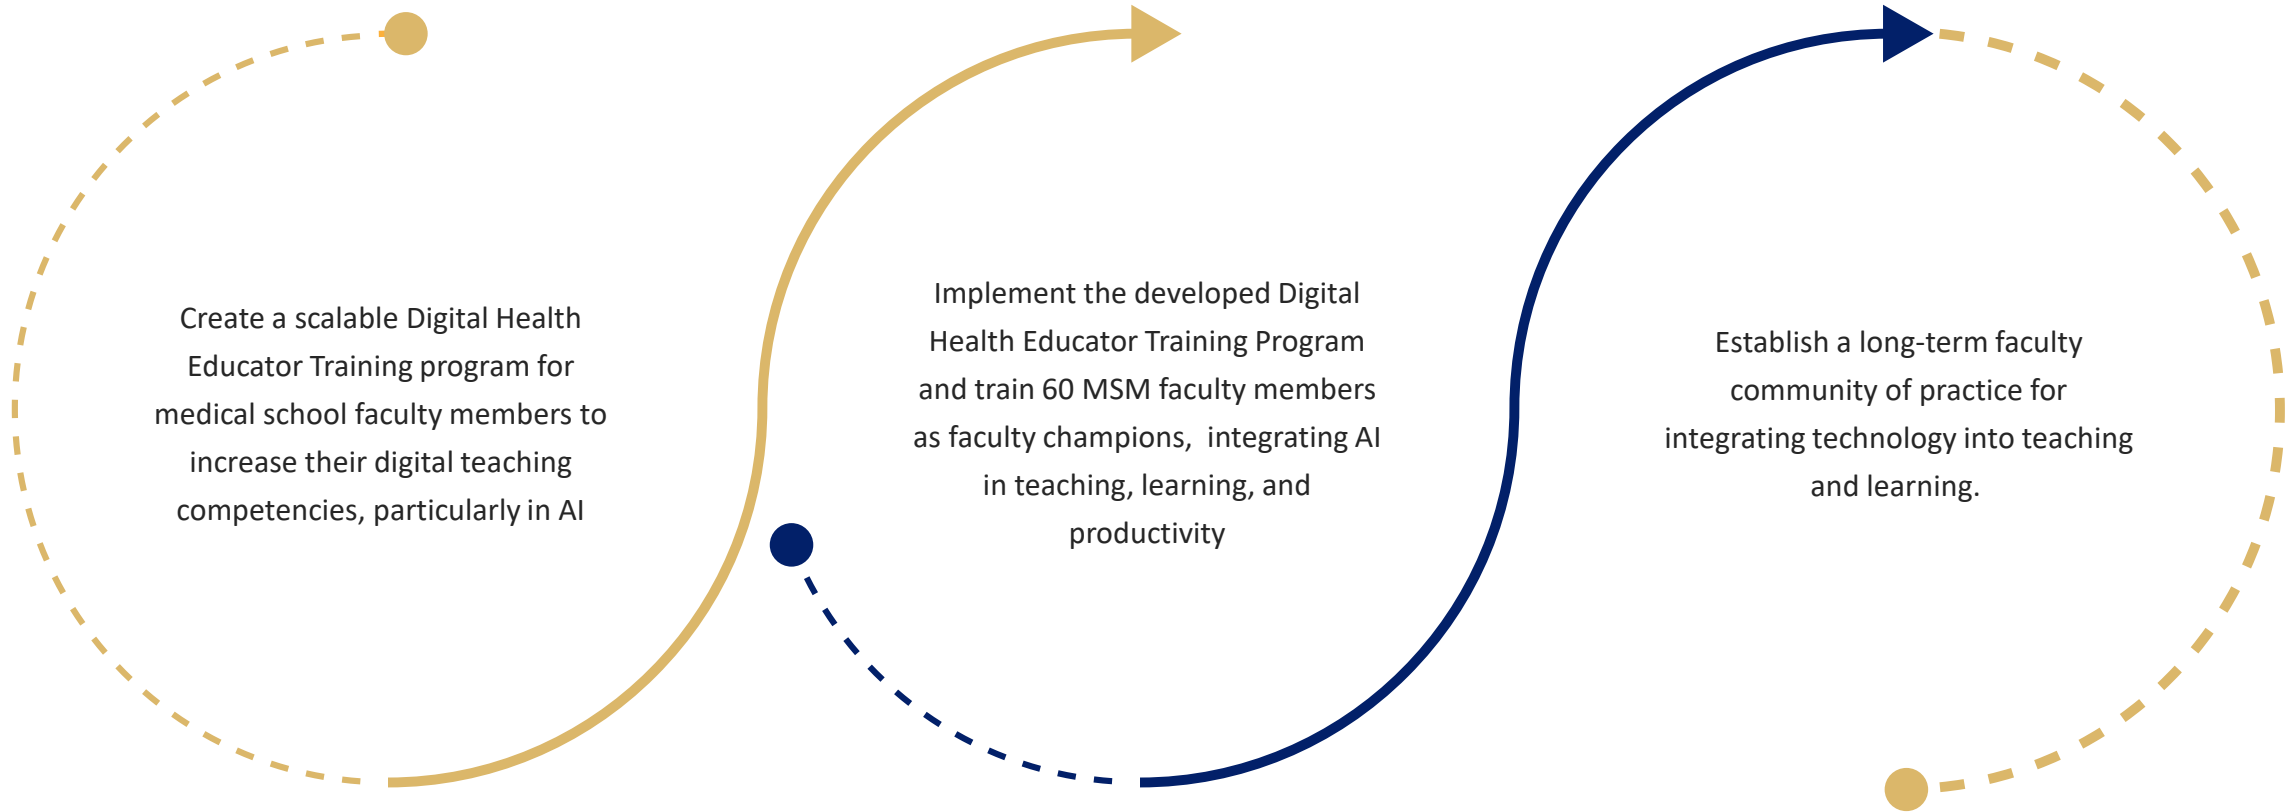 Create a scalable Digital Health
Educator Training program for
medical school faculty members to
increase their digital teaching
competencies, particularly in AI
Implement the developed Digital
Health Educator Training Program
and train 60 MSM faculty members
as faculty champions,  integrating AI
in teaching, learning, and
productivity
Establish a long-term faculty
community of practice for
integrating technology into teaching
and learning.